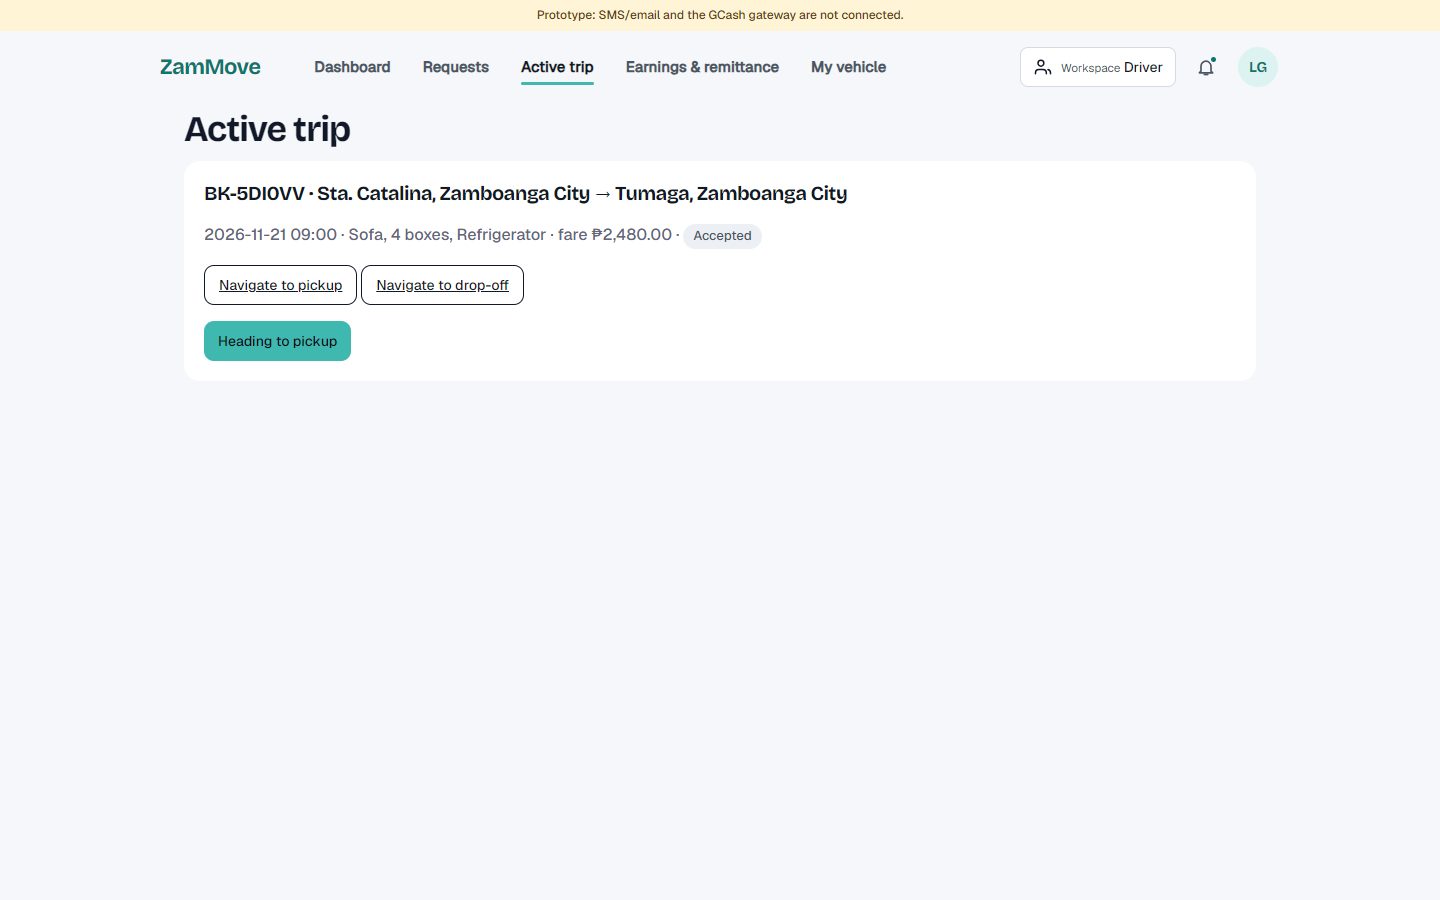 Prototype: SMS/email and the GCash gateway are not connected.
ZamMove Dashboard Requests Active trip Earnings & remittance My vehicle Workspace Driver LG
Active trip
BK-5DI0VV · Sta. Catalina, Zamboanga City → Tumaga, Zamboanga City
2026-11-21 09:00 · Sofa, 4 boxes, Refrigerator · fare ₱2,480.00 · Accepted
Navigate to pickup Navigate to drop-off
Heading to pickup